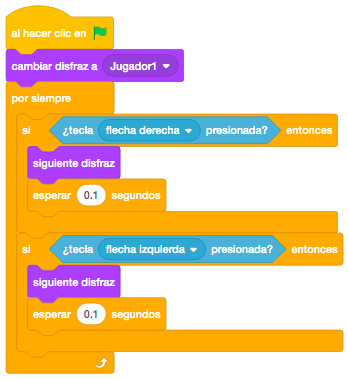 al hacer clic en
cambiar disfraz a Jugador1
por siempre
si ¿tecla flecha derecha presionada? entonces
siguiente disfraz
esperar 0.1 segundos
si ¿tecla flecha izquierda presionada? entonces
siguiente disfraz
esperar 0.1 segundos